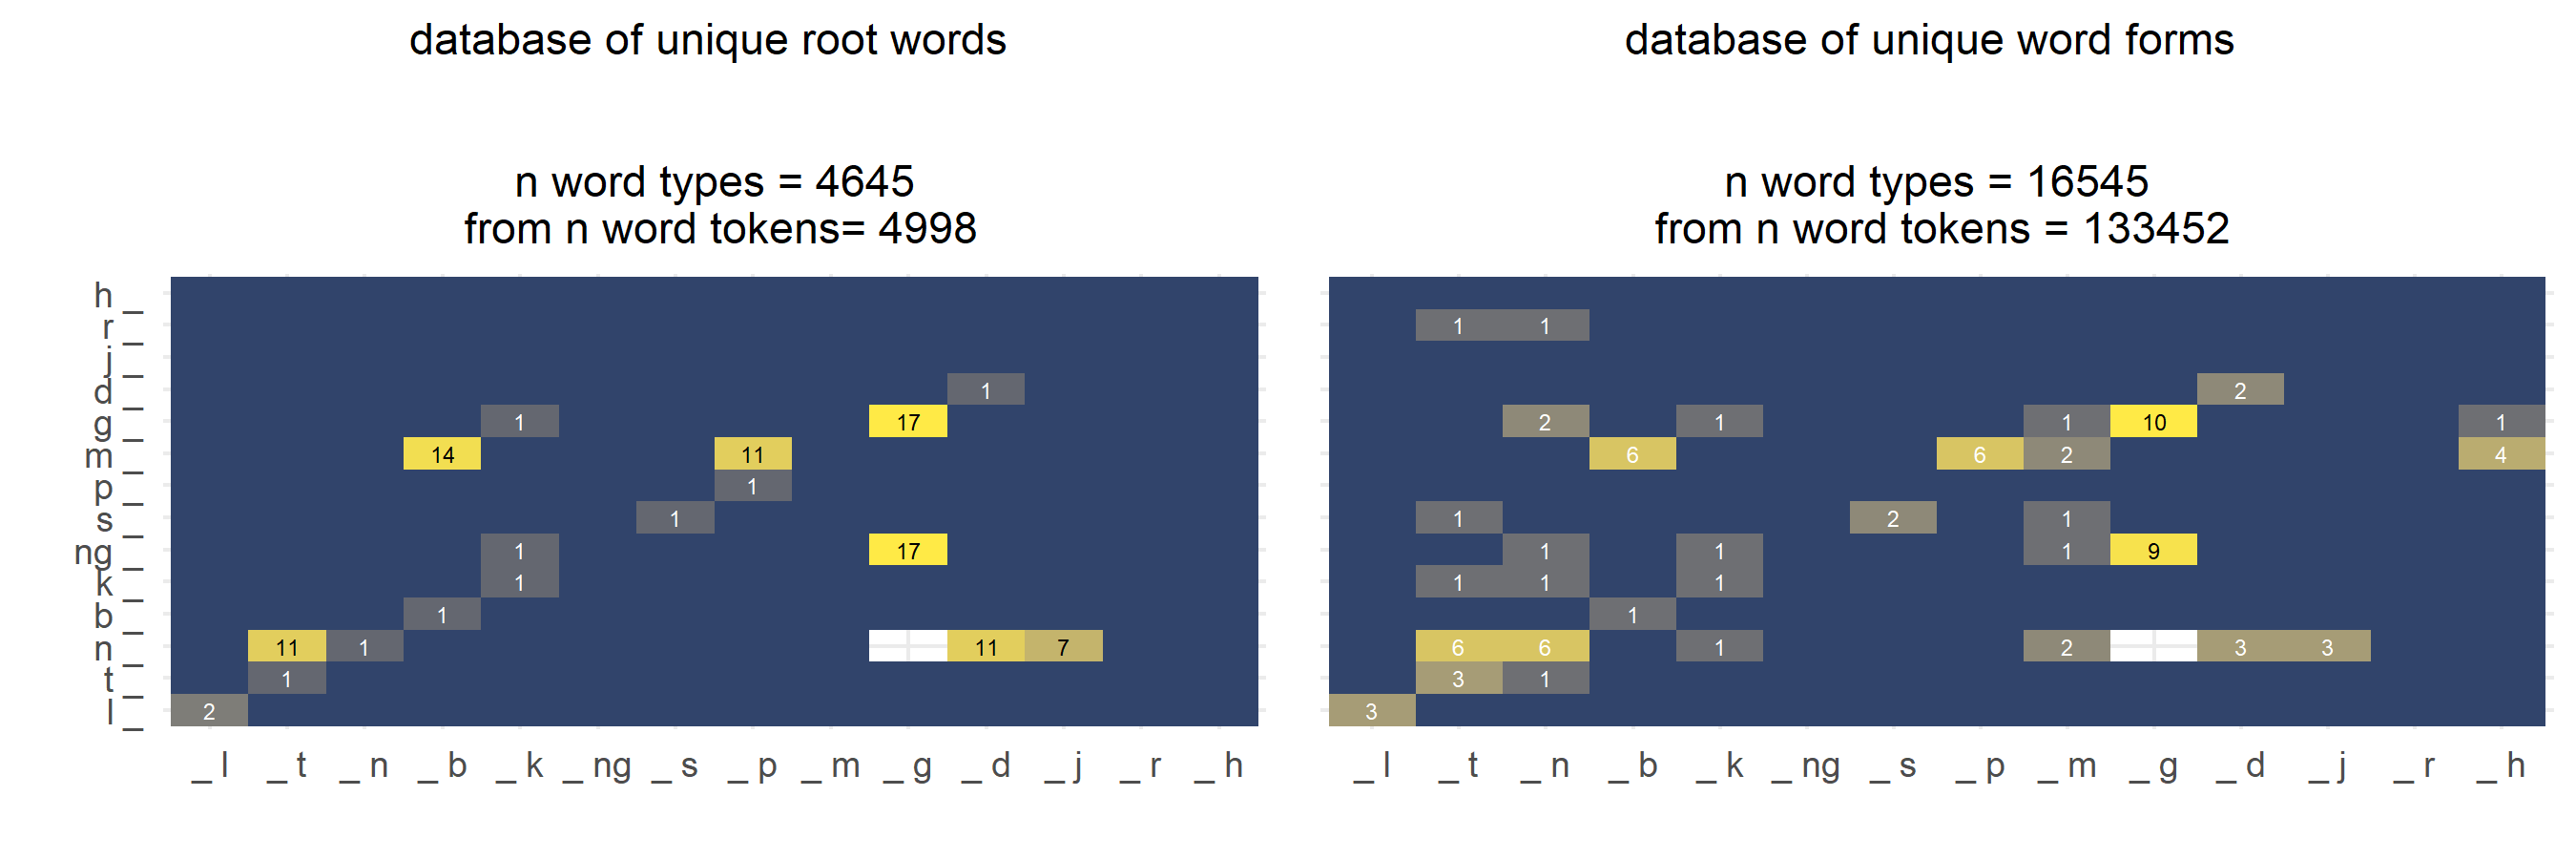 database of unique root words
n word types = 4645
from n word tokens= 4998
h _
r _
j _
d _ 1
g _ 1 17
m _ 14 11
p _ 1
s _ 1
ng _ 1 17
k _ 1
b _ 1
n _ 11 1 11 7
t _ 1
l _ 2
_ l _ t _ n _ b _ k _ ng _ s _ p _ m _ g _ d _ j _ r _ h
database of unique word forms
n word types = 16545
from n word tokens = 133452
1 1
2
2 1 1 10 1
6 6 2 4
1 2 1
1 1 1 9
1 1 1
1
6 6 1 2 3 3
3 1
3
_ l _ t _ n _ b _ k _ ng _ s _ p _ m _ g _ d _ j _ r _ h